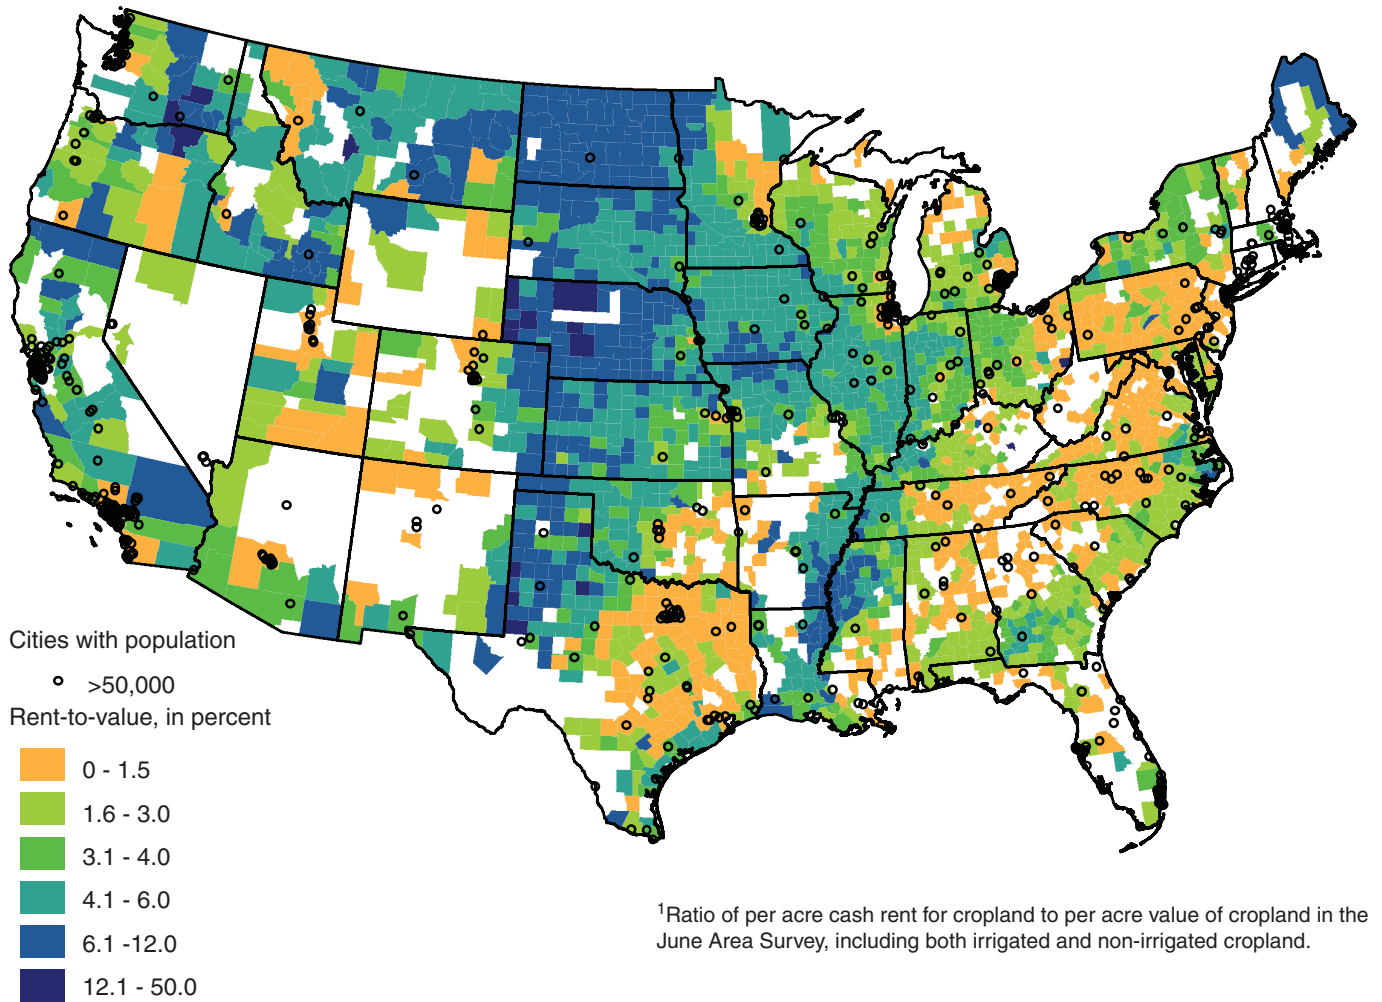 Cities with population
>50,000
Rent-to-value, in percent
0 - 1.5
1.6 - 3.0
3.1 - 4.0
4.1 - 6.0
6.1 -12.0
12.1 - 50.0
1Ratio of per acre cash rent for cropland to per acre value of cropland in the
June Area Survey, including both irrigated and non-irrigated cropland.